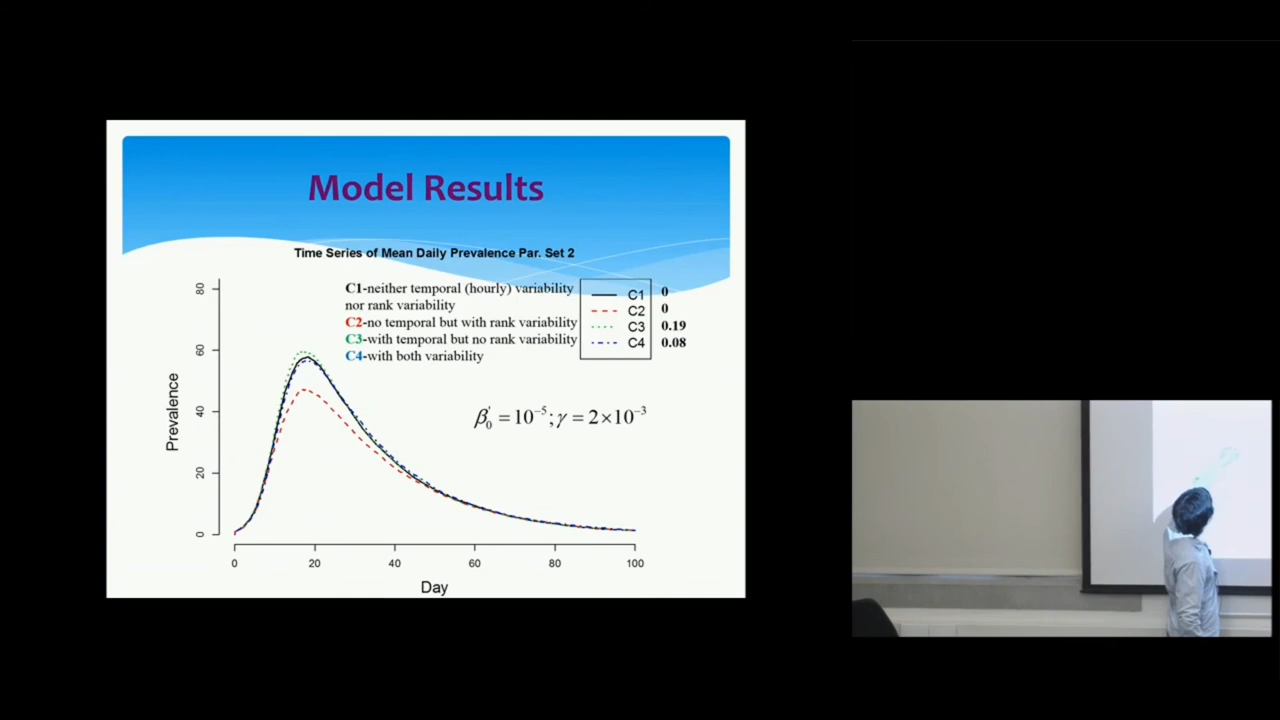 Model Results
Time Series of Mean Daily Prevalence Par. Set 2
C1-neither temporal (hourly) variability
nor rank variability
C2-no temporal but with rank variability
C3-with temporal but no rank variability
C4-with both variability
C1 0
C2 0
C3 0.19
C4 0.08
β₀' = 10⁻⁵; γ = 2×10⁻³
Prevalence
80
60
40
20
0
0 20 40 60 80 100
Day